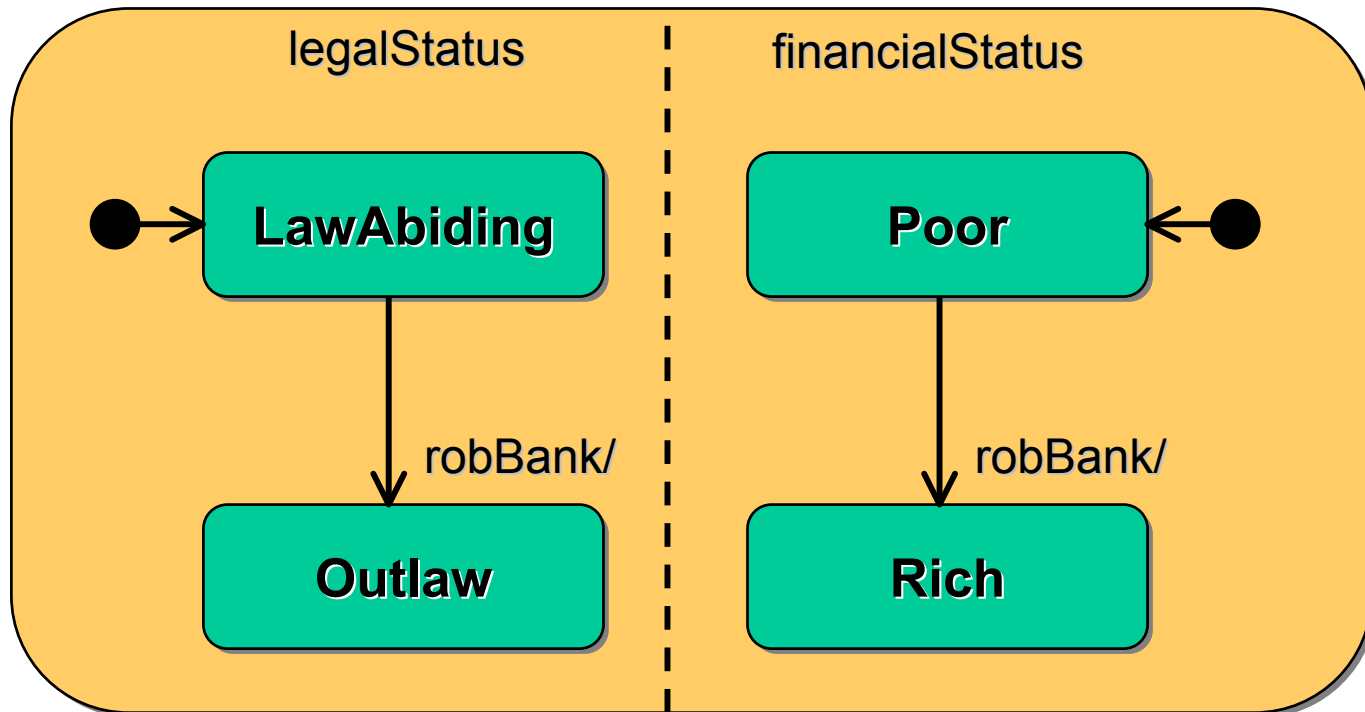 legalStatus
financialStatus
LawAbiding
Poor
robBank/
robBank/
Outlaw
Rich